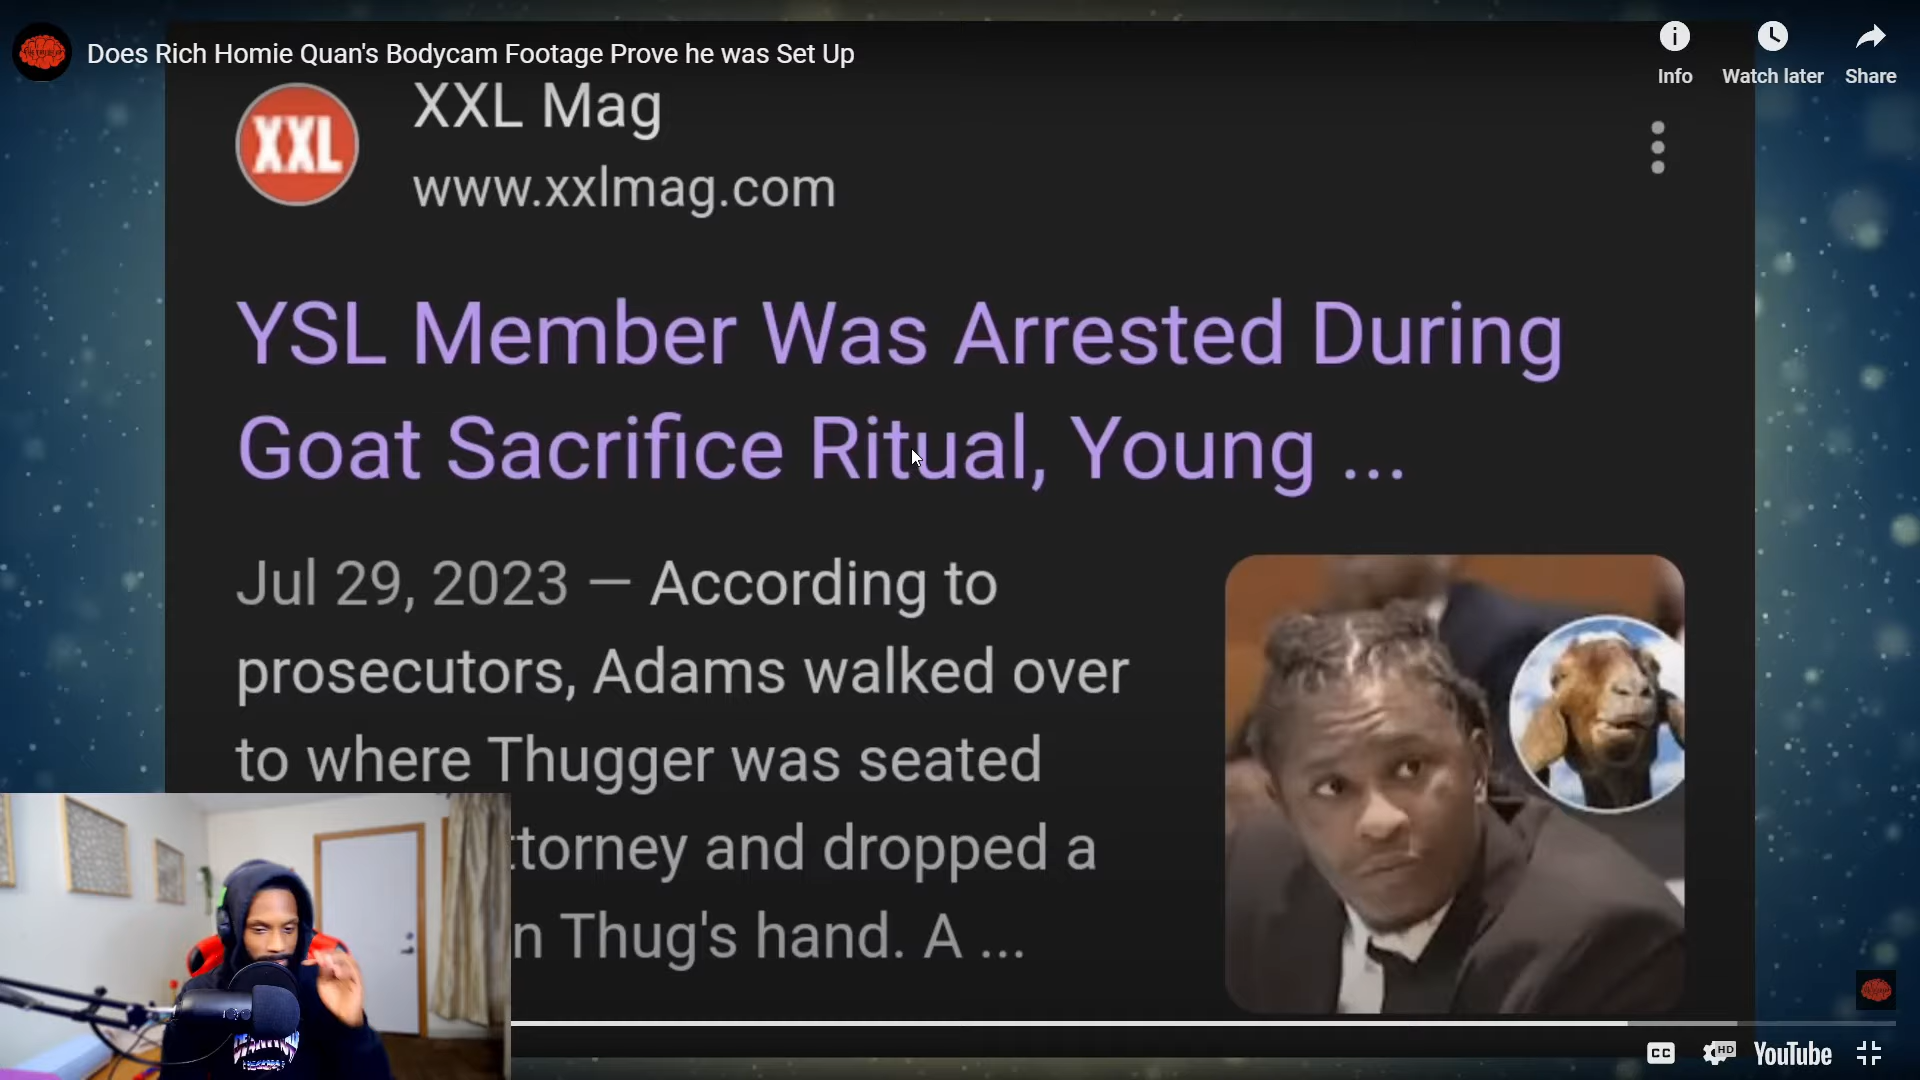 Does Rich Homie Quan's Bodycam Footage Prove he was Set Up
Info
Watch later
Share
XXL
XXL Mag
www.xxlmag.com
YSL Member Was Arrested During
Goat Sacrifice Ritual, Young ...
Jul 29, 2023 — According to
prosecutors, Adams walked over
to where Thugger was seated
ttorney and dropped a
n Thug's hand. A ...
CC
HD
YouTube